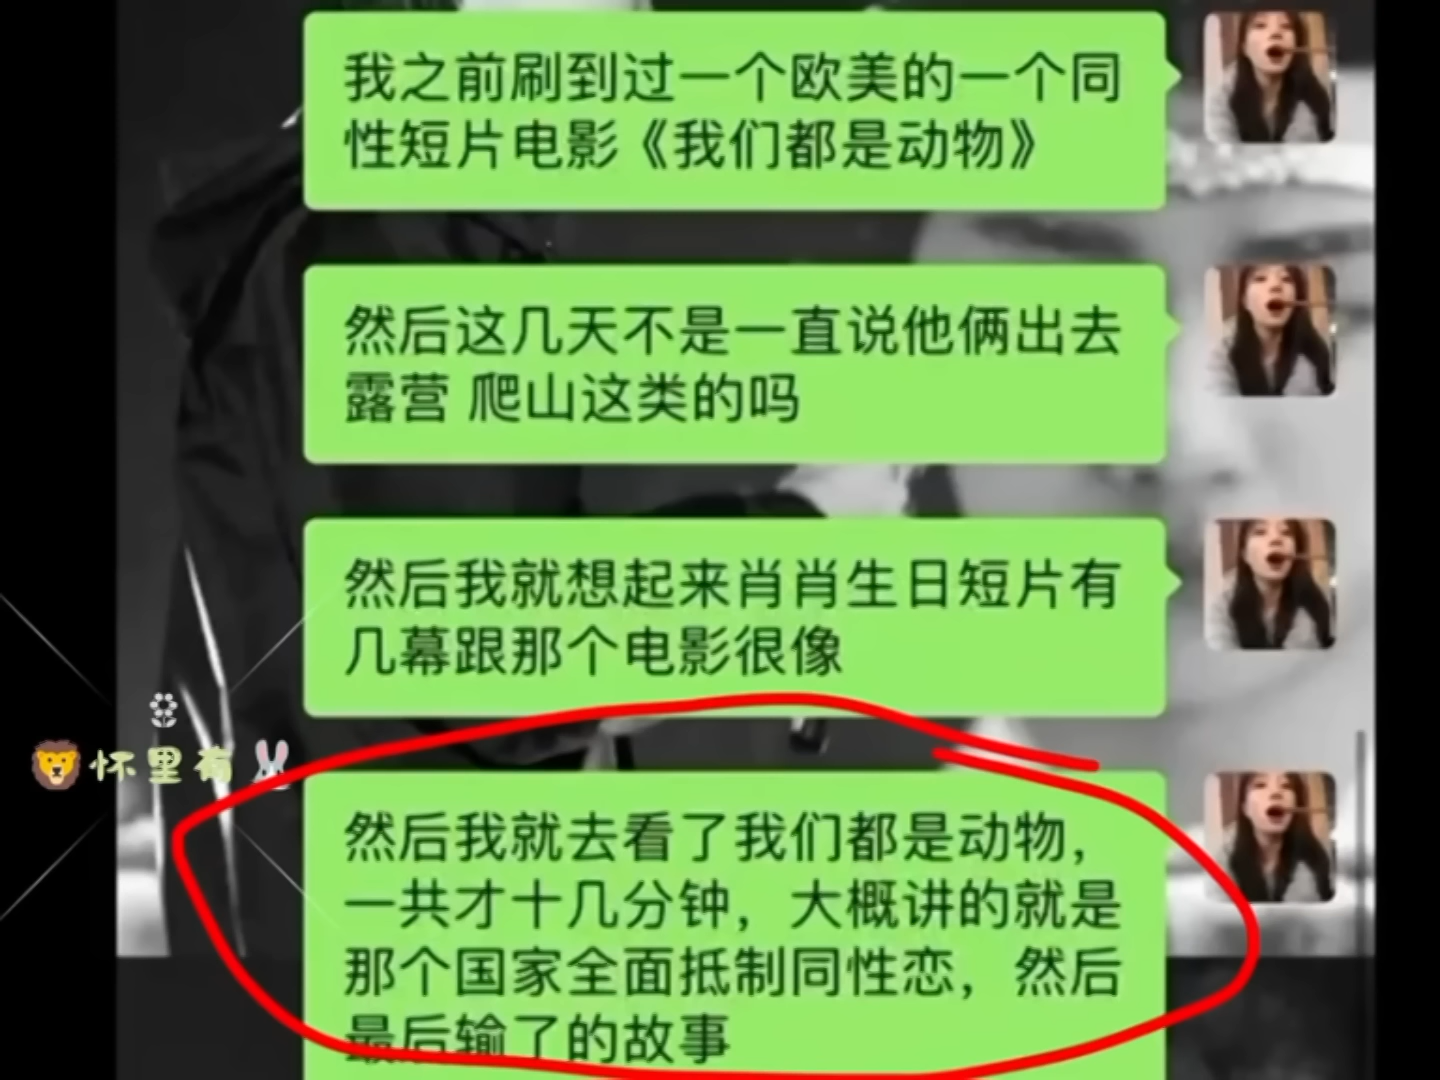 我之前刷到过一个欧美的一个同
性短片电影《我们都是动物》
然后这几天不是一直说他俩出去
露营 爬山这类的吗
然后我就想起来肖肖生日短片有
几幕跟那个电影很像
怀里有
然后我就去看了我们都是动物，
一共才十几分钟，大概讲的就是
那个国家全面抵制同性恋，然后
最后输了的故事